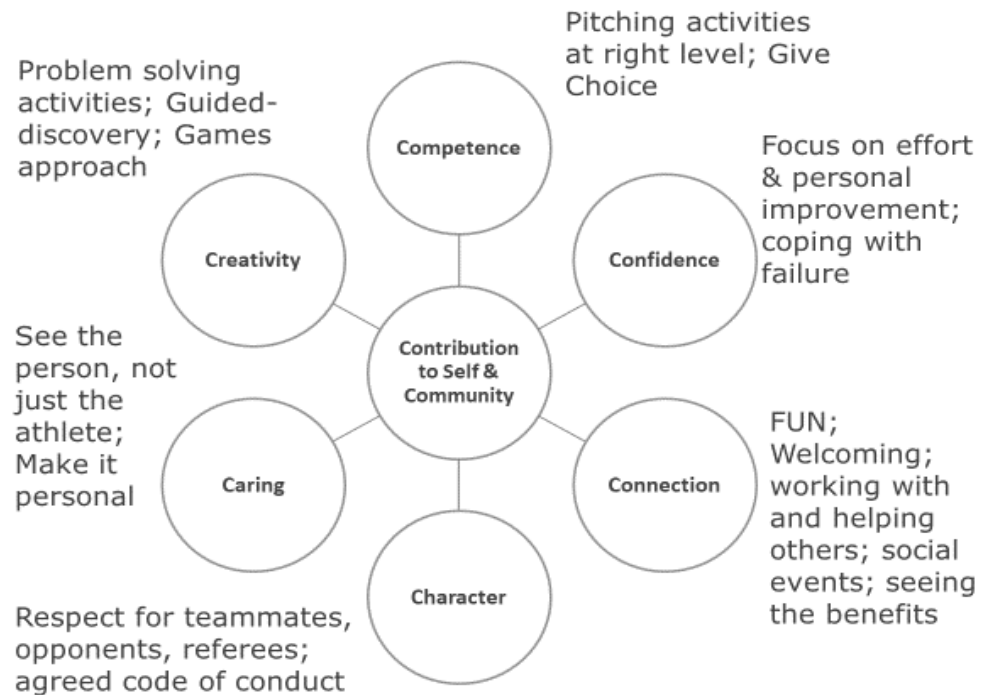 Pitching activities
at right level; Give
Choice
Problem solving
activities; Guided-
discovery; Games
approach
Competence
Focus on effort
& personal
improvement;
coping with
failure
Creativity
Confidence
See the
person, not
just the
athlete;
Make it
personal
Contribution
to Self &
Community
FUN;
Welcoming;
working with
and helping
others; social
events; seeing
the benefits
Caring
Connection
Character
Respect for teammates,
opponents, referees;
agreed code of conduct